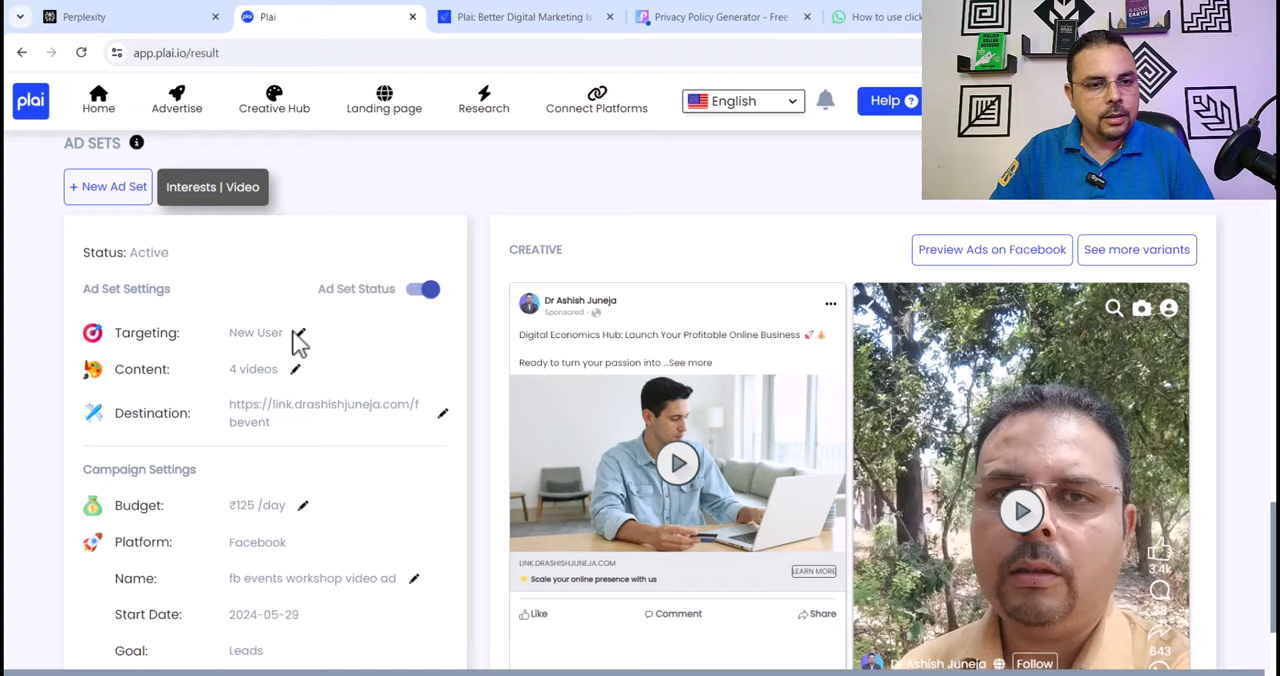 Perplexity
Plai
Plai: Better Digital Marketing Is
Privacy Policy Generator - Free
How to use click
app.plai.io/result
plai
Home
Advertise
Creative Hub
Landing page
Research
Connect Platforms
English
Help ?
AD SETS
+ New Ad Set
Interests | Video
Status: Active
Ad Set Settings
Ad Set Status
Targeting:
New User
Content:
4 videos
Destination:
https://link.drashishjuneja.com/f
bevent
Campaign Settings
Budget:
₹125 /day
Platform:
Facebook
Name:
fb events workshop video ad
Start Date:
2024-05-29
Goal:
Leads
CREATIVE
Preview Ads on Facebook
See more variants
Dr Ashish Juneja
Sponsored ·
Digital Economics Hub: Launch Your Profitable Online Business 🚀 💰
Ready to turn your passion into ...See more
LINK.DRASHISHJUNEJA.COM
Scale your online presence with us
LEARN MORE
Like
Comment
Share
3.4k
643
Dr Ashish Juneja
Follow